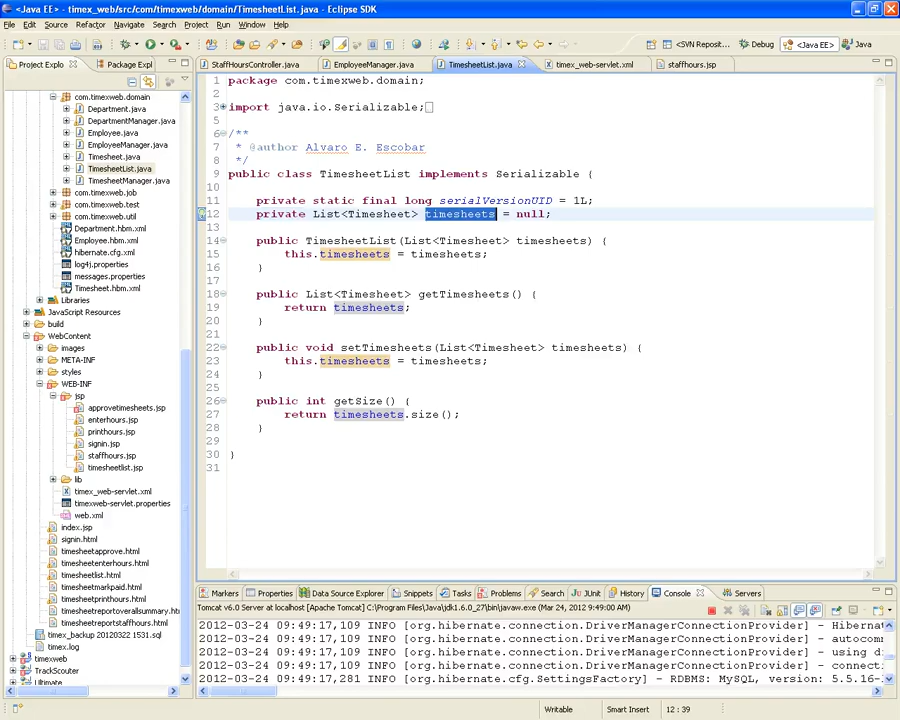 <Java EE> - timex_web/src/com/timexweb/domain/TimesheetList.java - Eclipse SDK
File Edit Source Refactor Navigate Search Project Run Window Help
<SVN Reposit... Debug <Java EE> Java
Project Explo Package Expl
StaffHoursController.java EmployeeManager.java TimesheetList.java timex_web-servlet.xml staffhours.jsp
com.timexweb.domain
Department.java
DepartmentManager.java
Employee.java
EmployeeManager.java
Timesheet.java
TimesheetList.java
TimesheetManager.java
com.timexweb.job
com.timexweb.test
com.timexweb.util
Department.hbm.xml
Employee.hbm.xml
hibernate.cfg.xml
log4j.properties
messages.properties
Timesheet.hbm.xml
Libraries
JavaScript Resources
build
WebContent
images
META-INF
styles
WEB-INF
jsp
approvetimesheets.jsp
enterhours.jsp
printhours.jsp
signin.jsp
staffhours.jsp
timesheetlist.jsp
lib
timex_web-servlet.xml
timexweb-servlet.properties
web.xml
index.jsp
signin.html
timesheetapprove.html
timesheetenterhours.html
timesheetlist.html
timesheetmarkpaid.html
timesheetprinthours.html
timesheetreportoverallsummary.ht
timesheetreportstaffhours.html
timex_backup 20120322 1531.sql
timex.log
timexweb
TrackScouter
Ultimate
1 package com.timexweb.domain;
2
3 import java.io.Serializable;
5
6 /**
7 * @author Alvaro E. Escobar
8 */
9 public class TimesheetList implements Serializable {
10
11 private static final long serialVersionUID = 1L;
12 private List<Timesheet> timesheets = null;
13
14 public TimesheetList(List<Timesheet> timesheets) {
15 this.timesheets = timesheets;
16 }
17
18 public List<Timesheet> getTimesheets() {
19 return timesheets;
20 }
21
22 public void setTimesheets(List<Timesheet> timesheets) {
23 this.timesheets = timesheets;
24 }
25
26 public int getSize() {
27 return timesheets.size();
28 }
29
30 }
31
Markers Properties Data Source Explorer Snippets Tasks Problems Search JUnit History Console Servers
Tomcat v6.0 Server at localhost [Apache Tomcat] C:\Program Files\Java\jdk1.6.0_27\bin\javaw.exe (Mar 24, 2012 9:49:00 AM)
2012-03-24 09:49:17,109 INFO [org.hibernate.connection.DriverManagerConnectionProvider] - Hibernat
2012-03-24 09:49:17,109 INFO [org.hibernate.connection.DriverManagerConnectionProvider] - autocom
2012-03-24 09:49:17,109 INFO [org.hibernate.connection.DriverManagerConnectionProvider] - using di
2012-03-24 09:49:17,109 INFO [org.hibernate.connection.DriverManagerConnectionProvider] - connecti
2012-03-24 09:49:17,281 INFO [org.hibernate.cfg.SettingsFactory] - RDBMS: MySQL, version: 5.5.16-
Writable Smart Insert 12 : 39